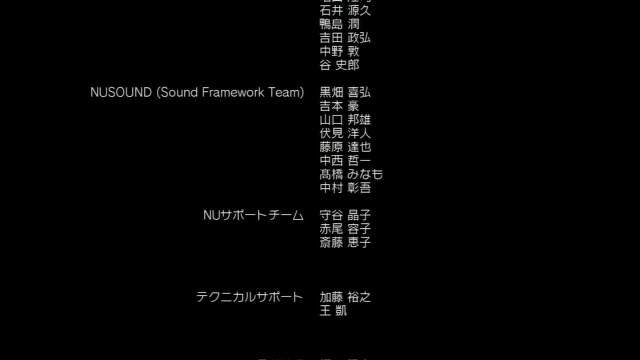 石井 源久
鴨島 潤
吉田 政弘
中野 敦
谷 史郎
NUSOUND (Sound Framework Team) 黒畑 喜弘
吉本 豪
山口 邦雄
伏見 洋人
藤原 達也
中西 哲一
髙橋 みなも
中村 彰吾
NUサポートチーム 守谷 晶子
赤尾 容子
斎藤 恵子
テクニカルサポート 加藤 裕之
王 凱